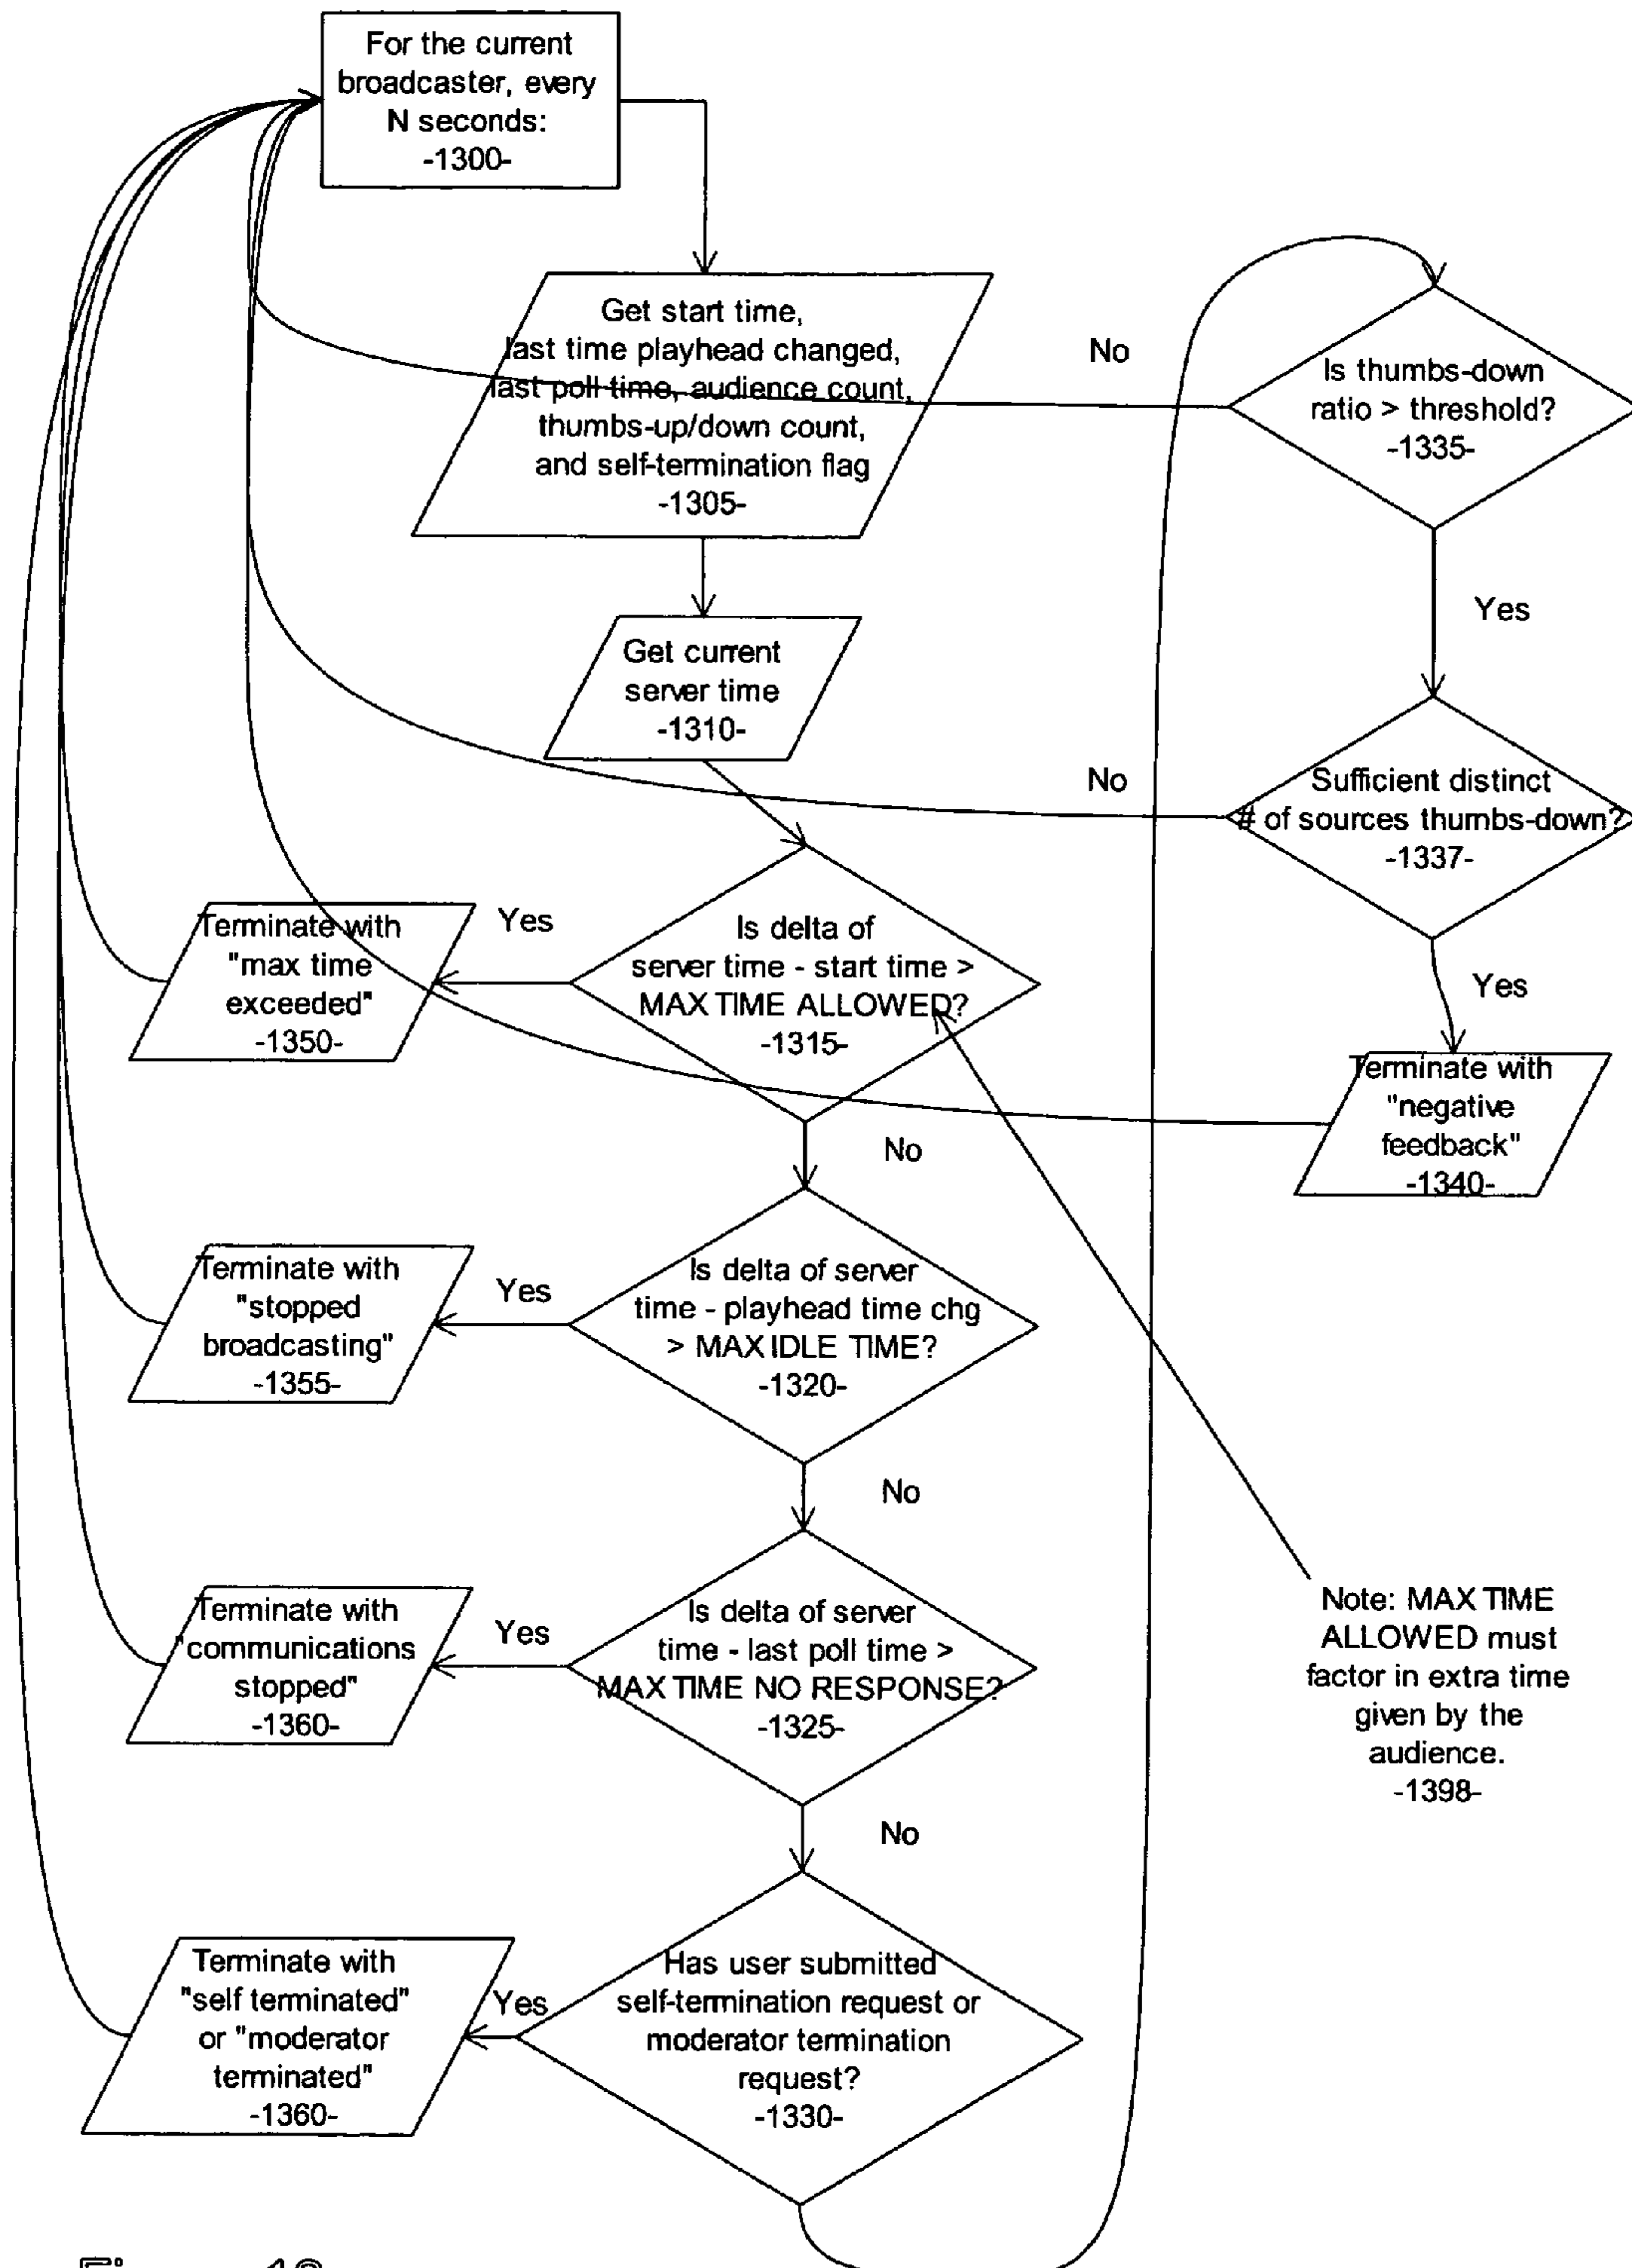 For the current
broadcaster, every
N seconds:
-1300-
Get start time,
last time playhead changed,
last poll time, audience count,
thumbs-up/down count,
and self-termination flag
-1305-
No
Is thumbs-down
ratio > threshold?
-1335-
Yes
Get current
server time
-1310-
No
Sufficient distinct
# of sources thumbs-down?
-1337-
Yes
Terminate with
"max time
exceeded"
-1350-
Yes
Is delta of
server time - start time >
MAX TIME ALLOWED?
-1315-
Terminate with
"negative
feedback"
-1340-
No
Terminate with
"stopped
broadcasting"
-1355-
Yes
Is delta of server
time - playhead time chg
> MAX IDLE TIME?
-1320-
No
Terminate with
"communications
stopped"
-1360-
Yes
Is delta of server
time - last poll time >
MAX TIME NO RESPONSE?
-1325-
Note: MAX TIME
ALLOWED must
factor in extra time
given by the
audience.
-1398-
No
Terminate with
"self terminated"
or "moderator
terminated"
-1360-
Yes
Has user submitted
self-termination request or
moderator termination
request?
-1330-